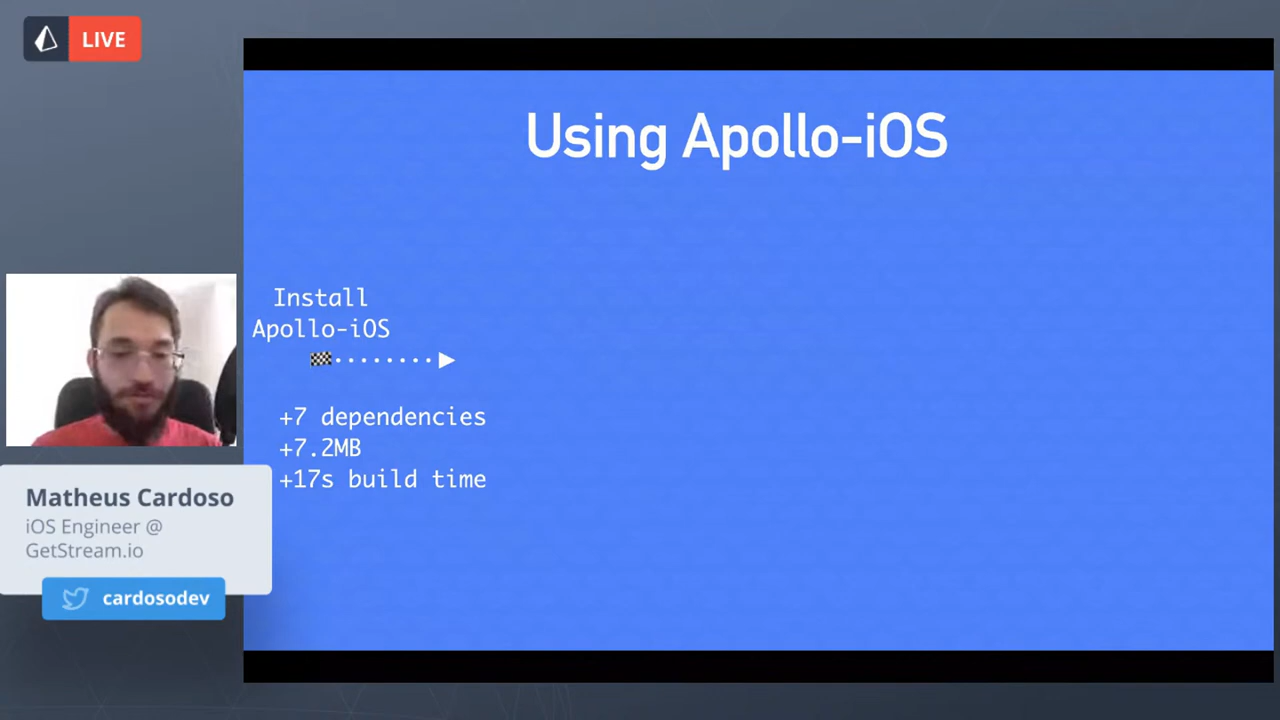 LIVE
Using Apollo-iOS
Install
Apollo-iOS
+7 dependencies
+7.2MB
+17s build time
Matheus Cardoso
iOS Engineer @
GetStream.io
cardosodev